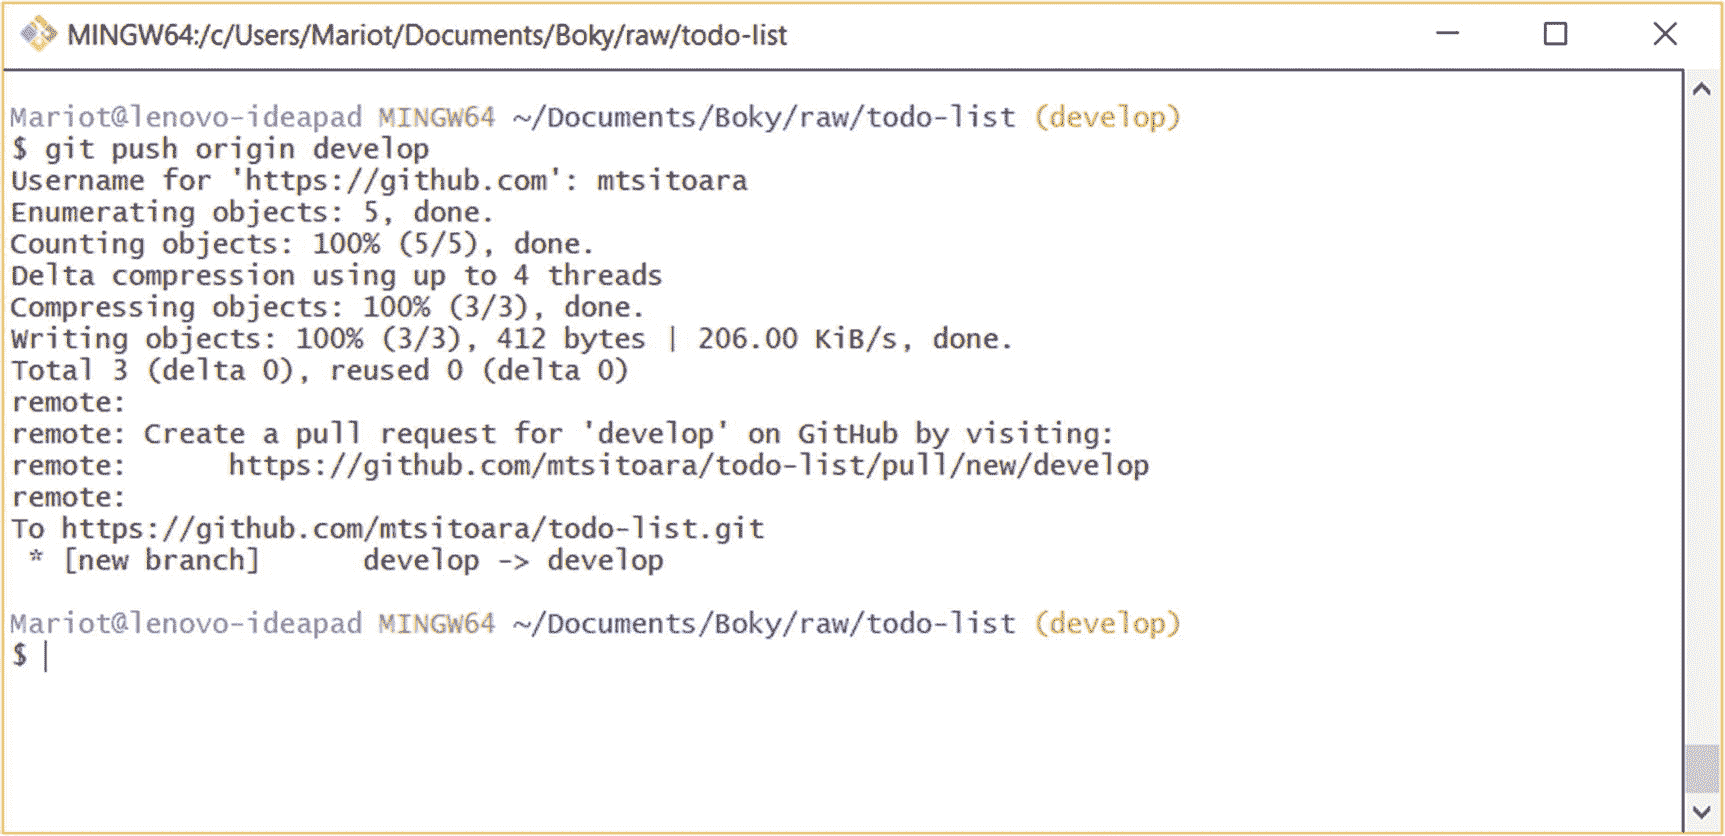 MINGW64:/c/Users/Mariot/Documents/Boky/raw/todo-list
Mariot@lenovo-ideapad MINGW64 ~/Documents/Boky/raw/todo-list (develop)
$ git push origin develop
Username for 'https://github.com': mtsitoara
Enumerating objects: 5, done.
Counting objects: 100% (5/5), done.
Delta compression using up to 4 threads
Compressing objects: 100% (3/3), done.
Writing objects: 100% (3/3), 412 bytes | 206.00 KiB/s, done.
Total 3 (delta 0), reused 0 (delta 0)
remote:
remote: Create a pull request for 'develop' on GitHub by visiting:
remote:      https://github.com/mtsitoara/todo-list/pull/new/develop
remote:
To https://github.com/mtsitoara/todo-list.git
 * [new branch]      develop -> develop
Mariot@lenovo-ideapad MINGW64 ~/Documents/Boky/raw/todo-list (develop)
$